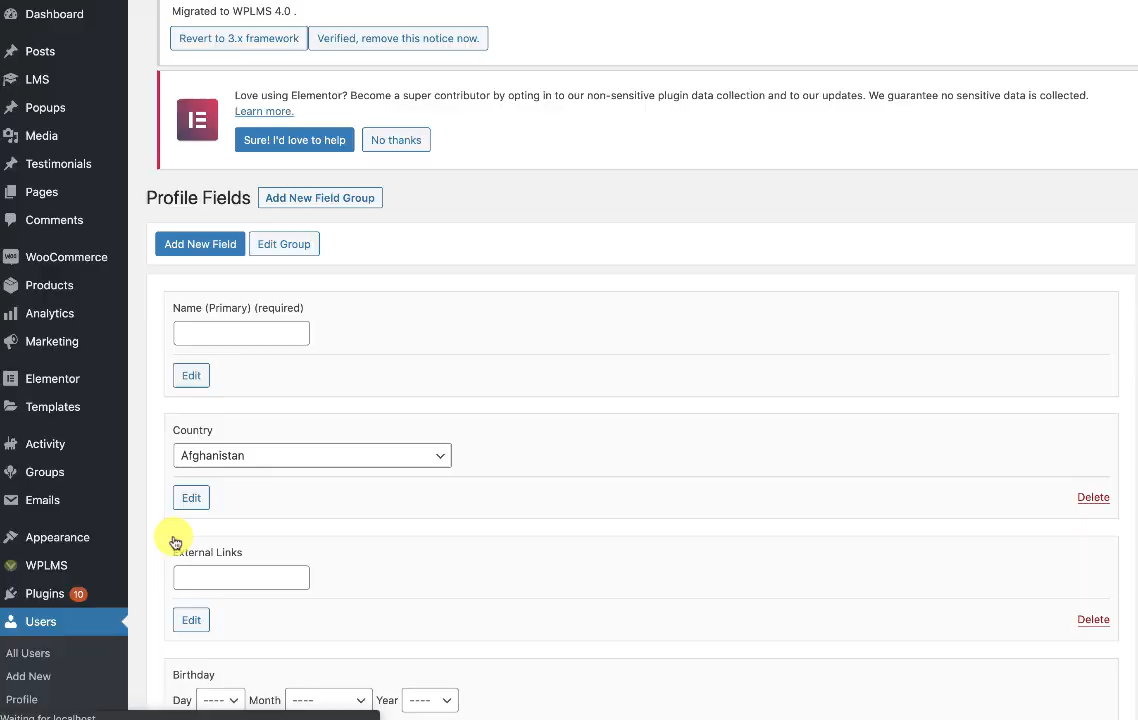 Dashboard
Posts
LMS
Popups
Media
Testimonials
Pages
Comments
WooCommerce
Products
Analytics
Marketing
Elementor
Templates
Activity
Groups
Emails
Appearance
WPLMS
Plugins 10
Users
All Users
Add New
Profile
Waiting for localhost
Migrated to WPLMS 4.0 .
Revert to 3.x framework
Verified, remove this notice now.
Love using Elementor? Become a super contributor by opting in to our non-sensitive plugin data collection and to our updates. We guarantee no sensitive data is collected.
Learn more.
Sure! I'd love to help
No thanks
Profile Fields
Add New Field Group
Add New Field
Edit Group
Name (Primary) (required)
Edit
Country
Afghanistan
Edit
Delete
External Links
Edit
Delete
Birthday
Day ---- Month ---- Year ----